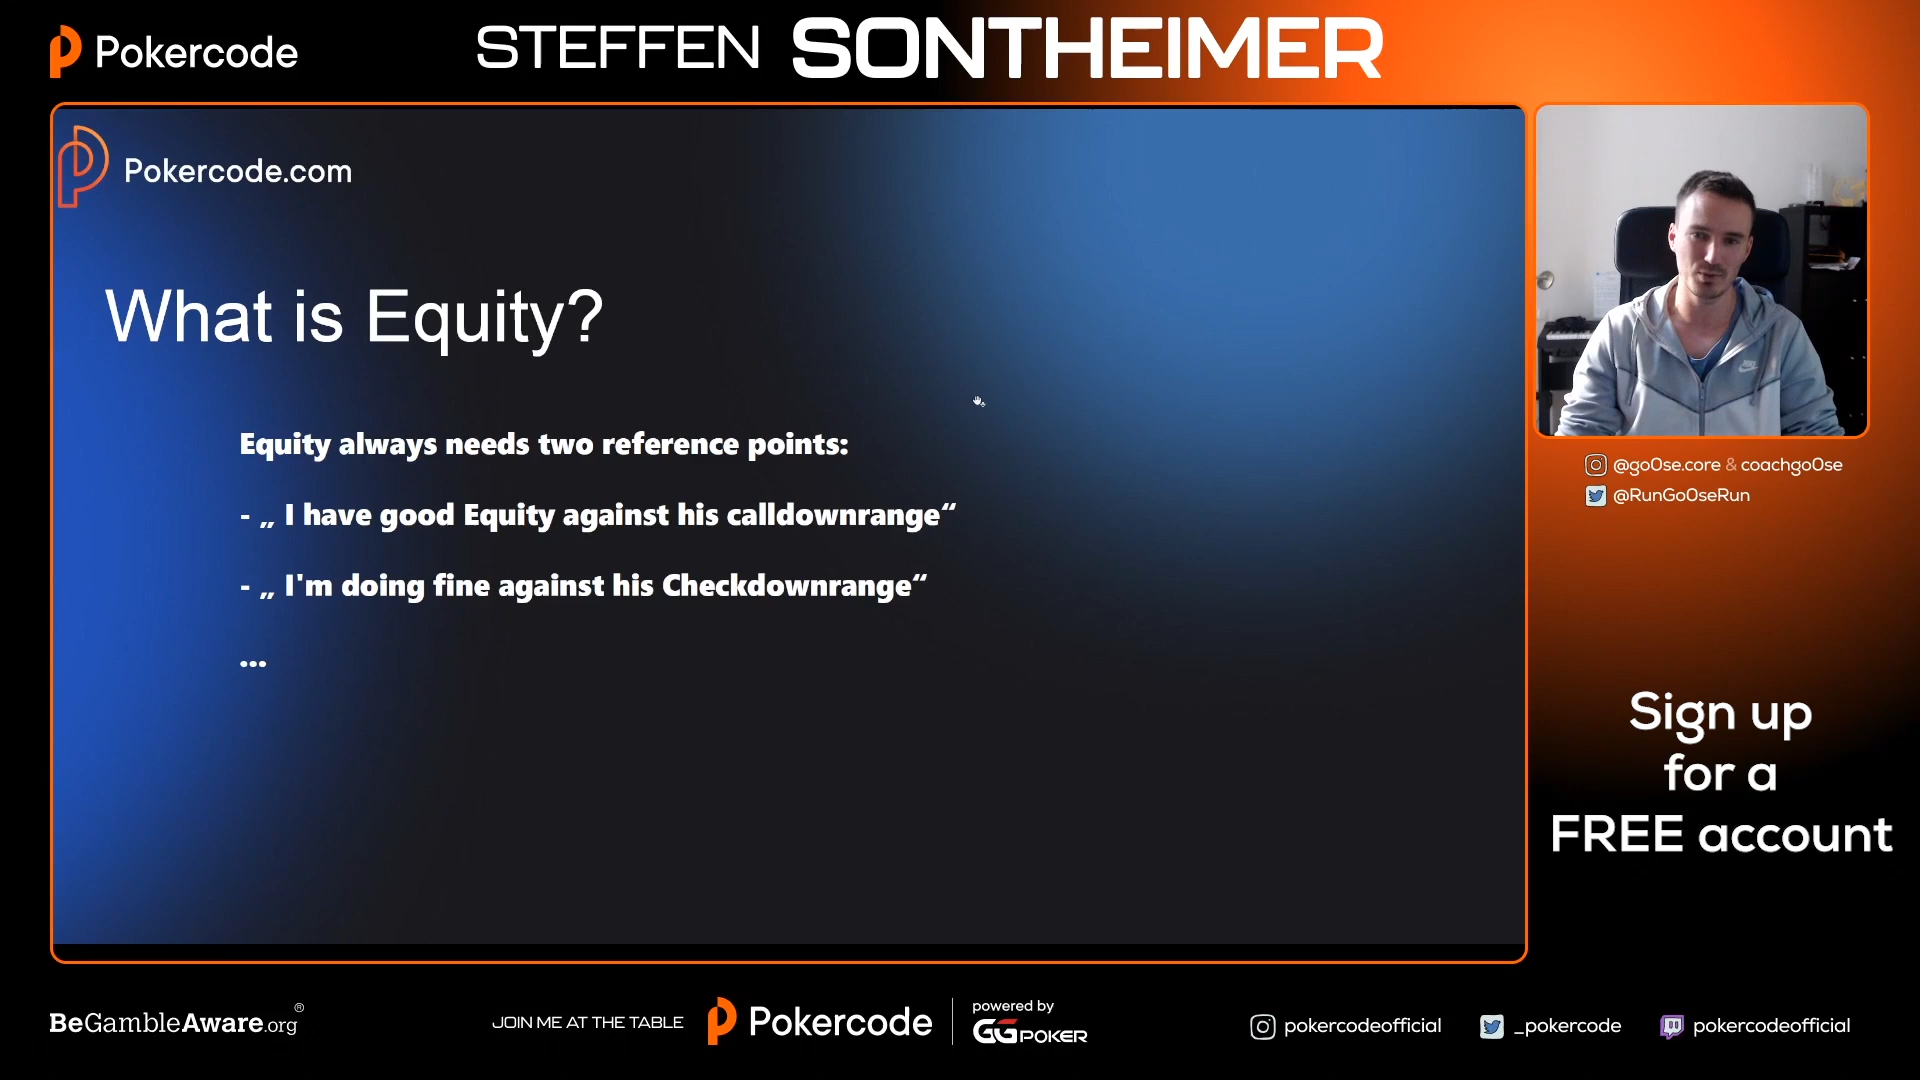 Pokercode
STEFFEN SONTHEIMER
Pokercode.com
What is Equity?
Equity always needs two reference points:
- „ I have good Equity against his calldownrange“
- „ I'm doing fine against his Checkdownrange“
...
@go0se.core & coachgo0se
@RunGo0seRun
Sign up
for a
FREE account
BeGambleAware.org®
JOIN ME AT THE TABLE
Pokercode
powered by
GGPOKER
pokercodeofficial
_pokercode
pokercodeofficial